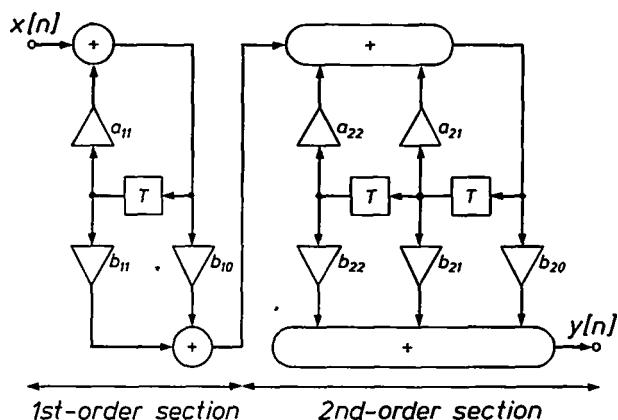 x[n]
+
+
a₁₁
a₂₂
a₂₁
T
T
T
b₁₁
b₁₀
b₂₂
b₂₁
b₂₀
+
+
y[n]
1st-order section
2nd-order section